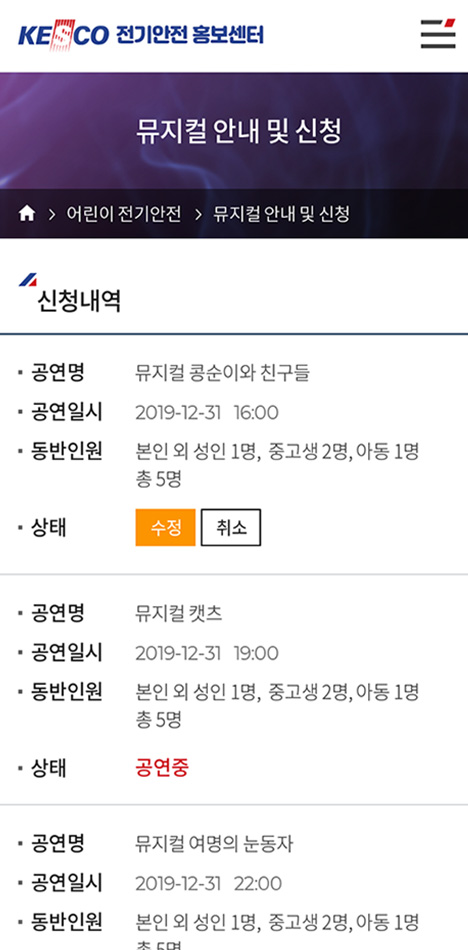 KESCO 전기안전 홍보센터
뮤지컬 안내 및 신청
어린이 전기안전 > 뮤지컬 안내 및 신청
신청내역
공연명 뮤지컬 콩순이와 친구들
공연일시 2019-12-31 16:00
동반인원 본인 외 성인 1명, 중고생 2명, 아동 1명
총 5명
상태 수정 취소
공연명 뮤지컬 캣츠
공연일시 2019-12-31 19:00
동반인원 본인 외 성인 1명, 중고생 2명, 아동 1명
총 5명
상태 공연중
공연명 뮤지컬 여명의 눈동자
공연일시 2019-12-31 22:00
동반인원 본인 외 성인 1명, 중고생 2명, 아동 1명
총 5명